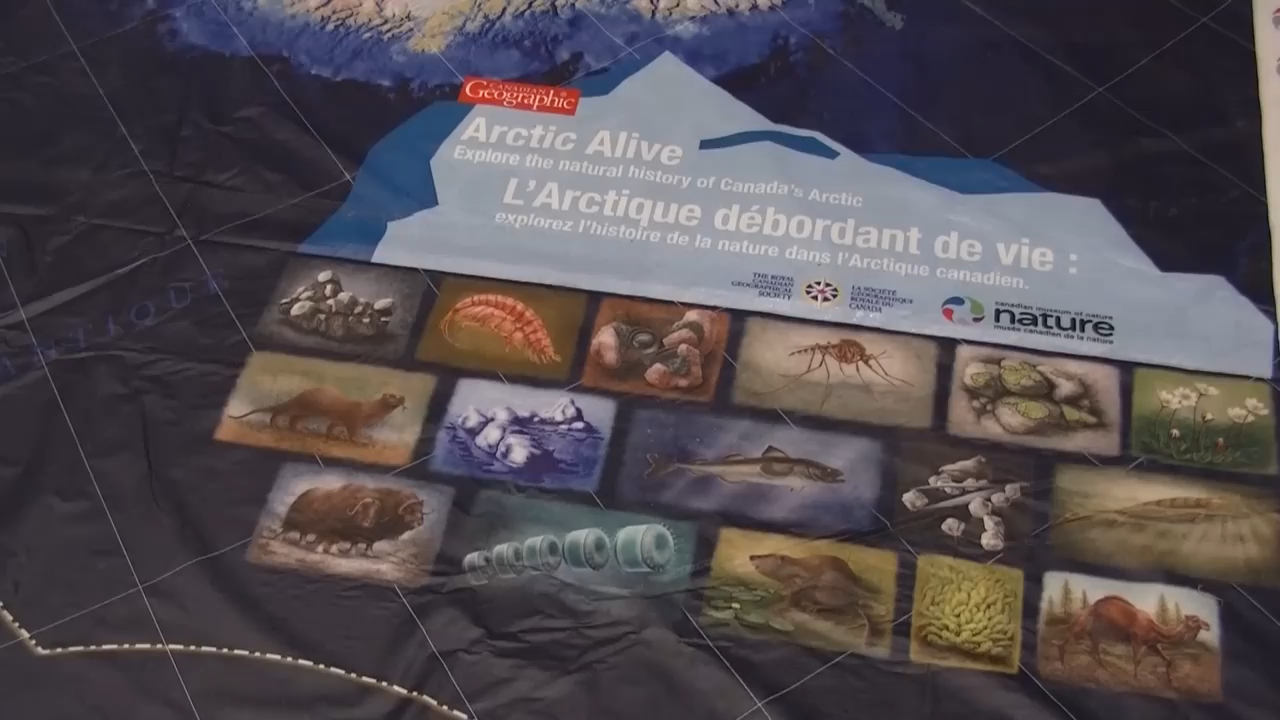 CANADIAN
Geographic
Arctic Alive
Explore the natural history of Canada's Arctic
L'Arctique débordant de vie :
explorez l'histoire de la nature dans l'Arctique canadien.
THE ROYAL
CANADIAN
GEOGRAPHICAL
SOCIETY
LA SOCIÉTÉ
GÉOGRAPHIQUE
ROYALE DU
CANADA
canadian museum of nature
nature
musée canadien de la nature